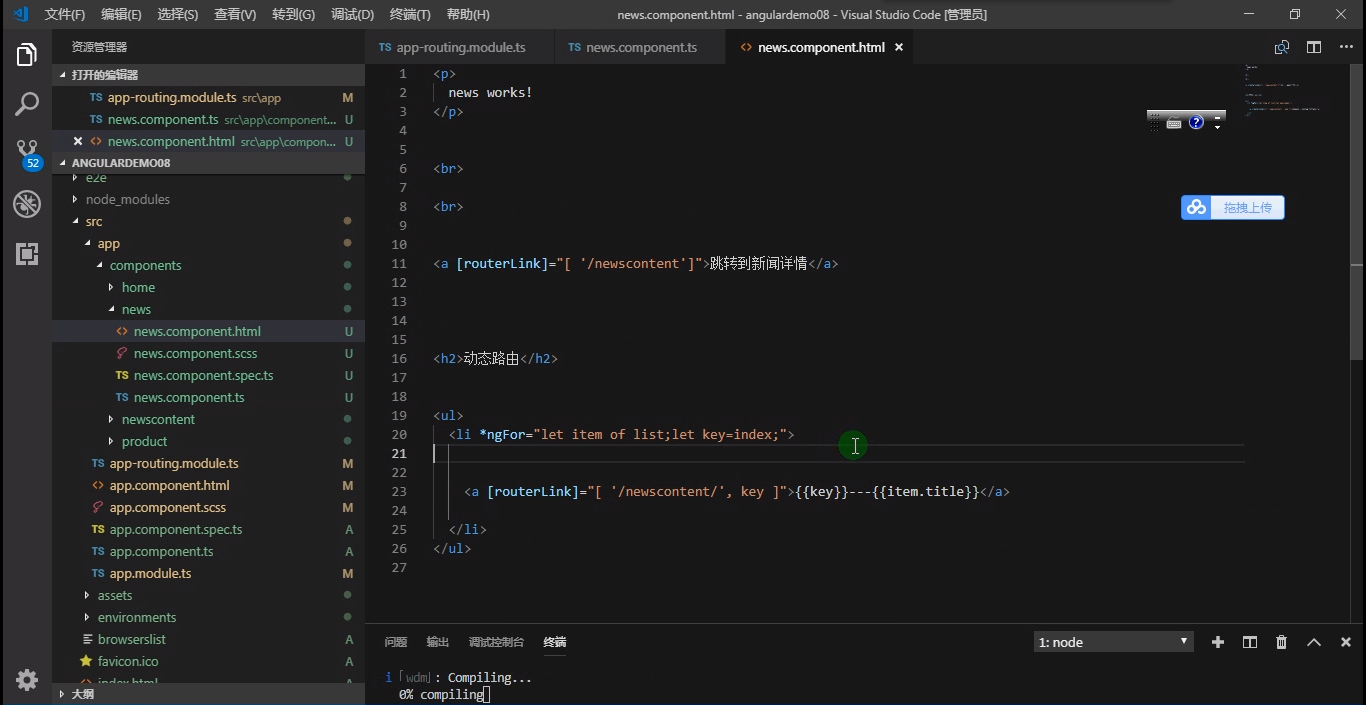 文件(F) 编辑(E) 选择(S) 查看(V) 转到(G) 调试(D) 终端(T) 帮助(H) news.component.html - angulardemo08 - Visual Studio Code [管理员]
资源管理器
打开的编辑器
TS app-routing.module.ts src\app M
TS news.component.ts src\app\component... U
<> news.component.html src\app\compon... U
ANGULARDEMO08
e2e
node_modules
src
app
components
home
news
<> news.component.html U
news.component.scss U
TS news.component.spec.ts U
TS news.component.ts U
newscontent
product
TS app-routing.module.ts M
<> app.component.html M
app.component.scss M
TS app.component.spec.ts A
TS app.component.ts A
TS app.module.ts M
assets
environments
browserslist A
favicon.ico A
index.html A
大纲
52
TS app-routing.module.ts TS news.component.ts <> news.component.html
1 <p>
2 news works!
3 </p>
4
5
6 <br>
7
8 <br>
9
10
11 <a [routerLink]="[ '/newscontent']">跳转到新闻详情</a>
12
13
14
15
16 <h2>动态路由</h2>
17
18
19 <ul>
20 <li *ngFor="let item of list;let key=index;">
21
22
23 <a [routerLink]="[ '/newscontent/', key ]">{{key}}---{{item.title}}</a>
24
25 </li>
26 </ul>
27
拖拽上传
问题 输出 调试控制台 终端 1: node
i ｢wdm｣: Compiling...
0% compiling